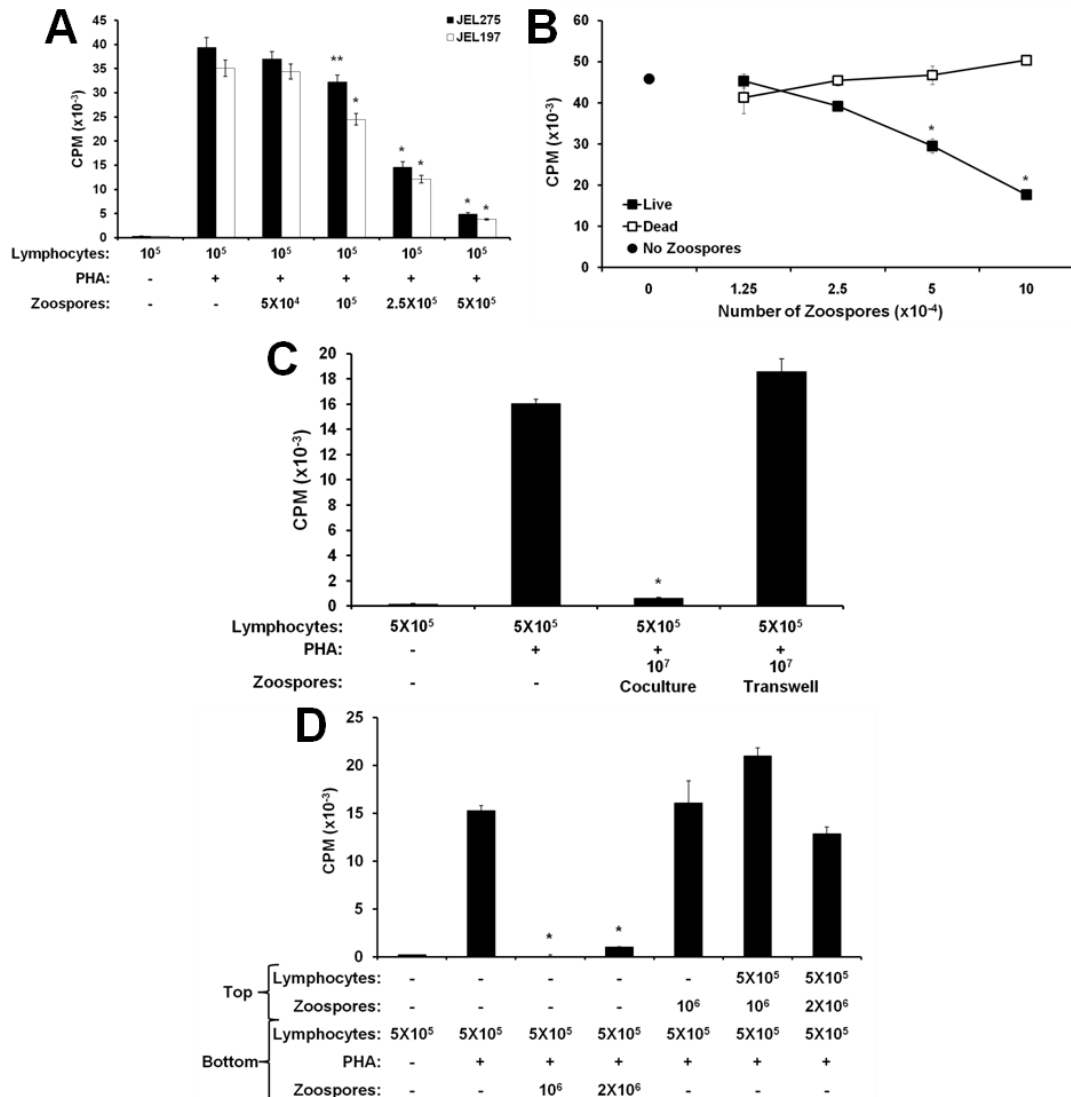 A
JEL275
JEL197
45
40
35
30
25
20
15
10
5
0
CPM (x10⁻³)
**
*
*
*
*
*
Lymphocytes: 10⁵ 10⁵ 10⁵ 10⁵ 10⁵ 10⁵
PHA: - + + + + +
Zoospores: - - 5X10⁴ 10⁵ 2.5X10⁵ 5X10⁵
B
60
50
40
30
20
10
0
CPM (x10⁻³)
*
*
Live
Dead
No Zoospores
0 1.25 2.5 5 10
Number of Zoospores (x10⁻⁴)
C
20
18
16
14
12
10
8
6
4
2
0
CPM (x10⁻³)
*
Lymphocytes: 5X10⁵ 5X10⁵ 5X10⁵ 5X10⁵
PHA: - + + +
Zoospores: - - 10⁷ 10⁷
Coculture Transwell
D
25
20
15
10
5
0
CPM (x10⁻³)
*
*
Top
Lymphocytes: - - - - - 5X10⁵ 5X10⁵
Zoospores: - - - - 10⁶ 10⁶ 2X10⁶
Bottom
Lymphocytes: 5X10⁵ 5X10⁵ 5X10⁵ 5X10⁵ 5X10⁵ 5X10⁵ 5X10⁵
PHA: - + + + + + +
Zoospores: - - 10⁶ 2X10⁶ - - -